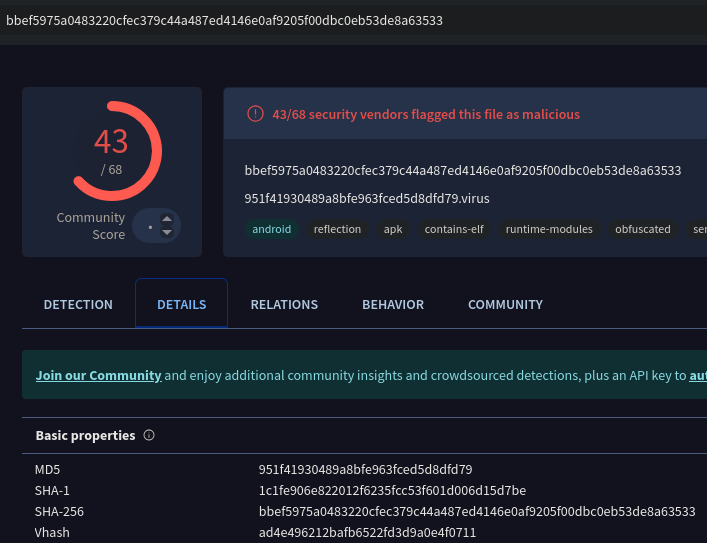 bbef5975a0483220cfec379c44a487ed4146e0af9205f00dbc0eb53de8a63533
43
/ 68
Community
Score
43/68 security vendors flagged this file as malicious
bbef5975a0483220cfec379c44a487ed4146e0af9205f00dbc0eb53de8a63533
951f41930489a8bfe963fced5d8dfd79.virus
android reflection apk contains-elf runtime-modules obfuscated ser
DETECTION DETAILS RELATIONS BEHAVIOR COMMUNITY
Join our Community and enjoy additional community insights and crowdsourced detections, plus an API key to aut
Basic properties
MD5 951f41930489a8bfe963fced5d8dfd79
SHA-1 1c1fe906e822012f6235fcc53f601d006d15d7be
SHA-256 bbef5975a0483220cfec379c44a487ed4146e0af9205f00dbc0eb53de8a63533
Vhash ad4e496212bafb6522fd3d9a0e4f0711